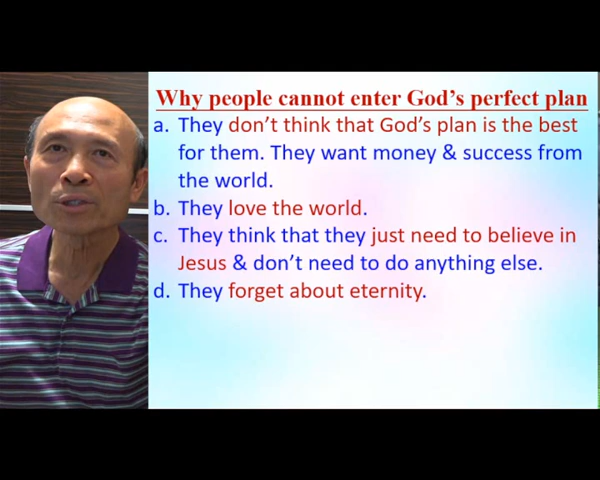 Why people cannot enter God's perfect plan
a. They don't think that God's plan is the best
for them. They want money & success from
the world.
b. They love the world.
c. They think that they just need to believe in
Jesus & don't need to do anything else.
d. They forget about eternity.